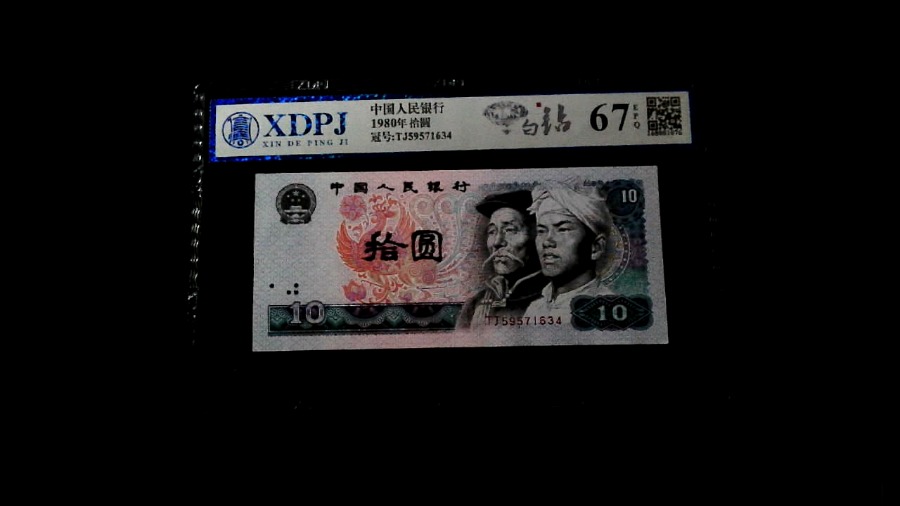 XDPJ
XIN DE PING JI
中国人民银行
1980年拾圆
冠号:TJ59571634
白钻
67
EPQ
中国人民银行
10
拾圆
10
TJ59571634
10